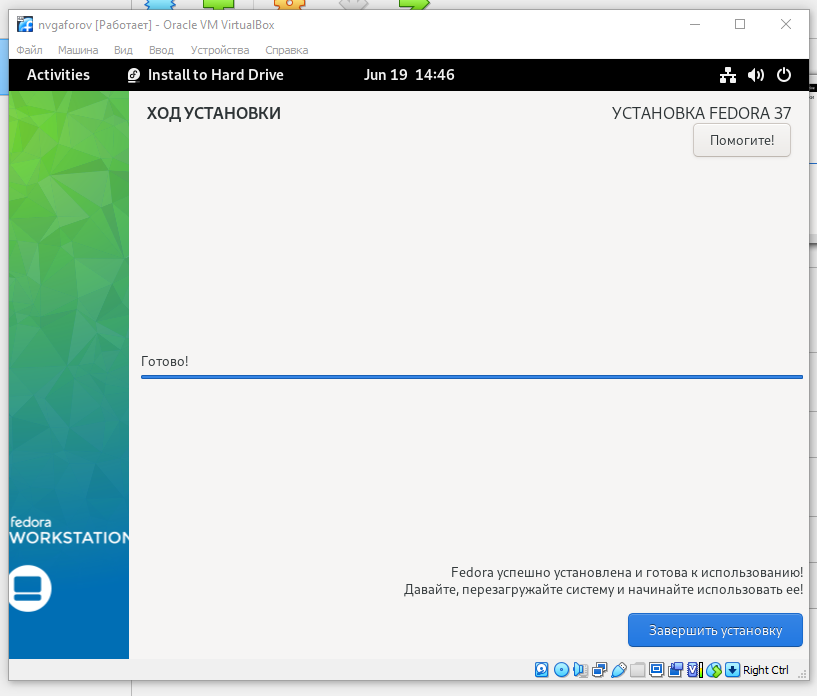 nvgaforov [Работает] - Oracle VM VirtualBox
Файл Машина Вид Ввод Устройства Справка
Activities Install to Hard Drive Jun 19 14:46
ХОД УСТАНОВКИ УСТАНОВКА FEDORA 37
Помогите!
Готово!
fedora
WORKSTATION
Fedora успешно установлена и готова к использованию!
Давайте, перезагружайте систему и начинайте использовать ее!
Завершить установку
Right Ctrl